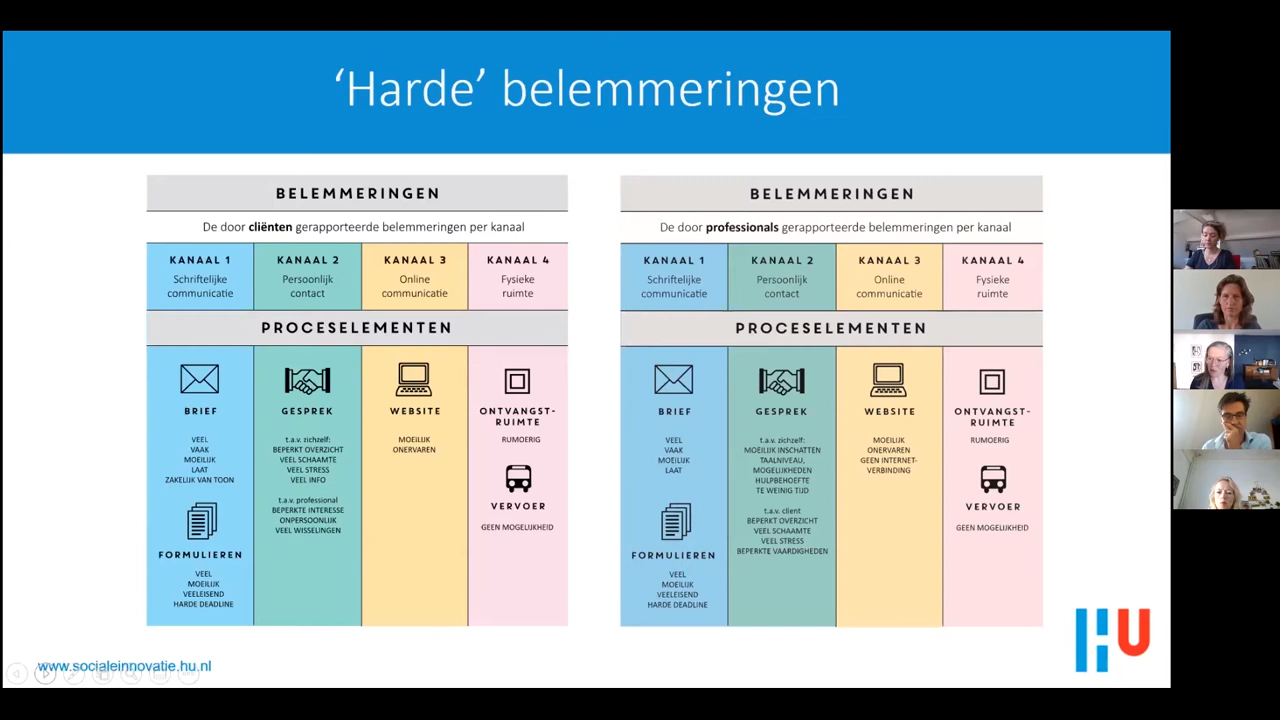 ‘Harde’ belemmeringen
BELEMMERINGEN
De door cliënten gerapporteerde belemmeringen per kanaal
KANAAL 1
Schriftelijke
communicatie
KANAAL 2
Persoonlijk
contact
KANAAL 3
Online
communicatie
KANAAL 4
Fysieke
ruimte
PROCESELEMENTEN
BRIEF
VEEL
VAAK
MOEILIJK
LAAT
ZAKELIJK VAN TOON
FORMULIEREN
VEEL
MOEILIJK
VEELEISEND
HARDE DEADLINE
GESPREK
t.a.v. zichzelf:
BEPERKT OVERZICHT
VEEL SCHAAMTE
VEEL STRESS
VEEL INFO
t.a.v. professional
BEPERKTE INTERESSE
ONPERSOONLIJK
VEEL WISSELINGEN
WEBSITE
MOEILIJK
ONERVAREN
ONTVANGST-
RUIMTE
RUMOERIG
VERVOER
GEEN MOGELIJKHEID
BELEMMERINGEN
De door professionals gerapporteerde belemmeringen per kanaal
KANAAL 1
Schriftelijke
communicatie
KANAAL 2
Persoonlijk
contact
KANAAL 3
Online
communicatie
KANAAL 4
Fysieke
ruimte
PROCESELEMENTEN
BRIEF
VEEL
VAAK
MOEILIJK
LAAT
FORMULIEREN
VEEL
MOEILIJK
VEELEISEND
HARDE DEADLINE
GESPREK
t.a.v. zichzelf:
MOEILIJK INSCHATTEN
TAALNIVEAU,
MOGELIJKHEDEN
HULPBEHOEFTE
TE WEINIG TIJD
t.a.v. client
BEPERKT OVERZICHT
VEEL SCHAAMTE
VEEL STRESS
BEPERKTE VAARDIGHEDEN
WEBSITE
MOEILIJK
ONERVAREN
GEEN INTERNET-
VERBINDING
ONTVANGST-
RUIMTE
RUMOERIG
VERVOER
GEEN MOGELIJKHEID
www.socialeinnovatie.hu.nl
HU